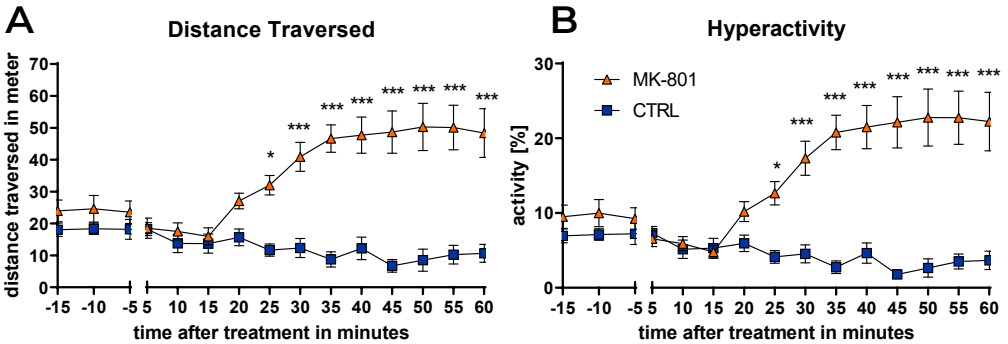 A
Distance Traversed
distance traversed in meter
70
60
50
40
30
20
10
0
* *** *** *** *** *** *** ***
-15 -10 -5 5 10 15 20 25 30 35 40 45 50 55 60
time after treatment in minutes
B
Hyperactivity
activity [%]
30
20
10
0
MK-801
CTRL
* *** *** *** *** *** *** ***
-15 -10 -5 5 10 15 20 25 30 35 40 45 50 55 60
time after treatment in minutes